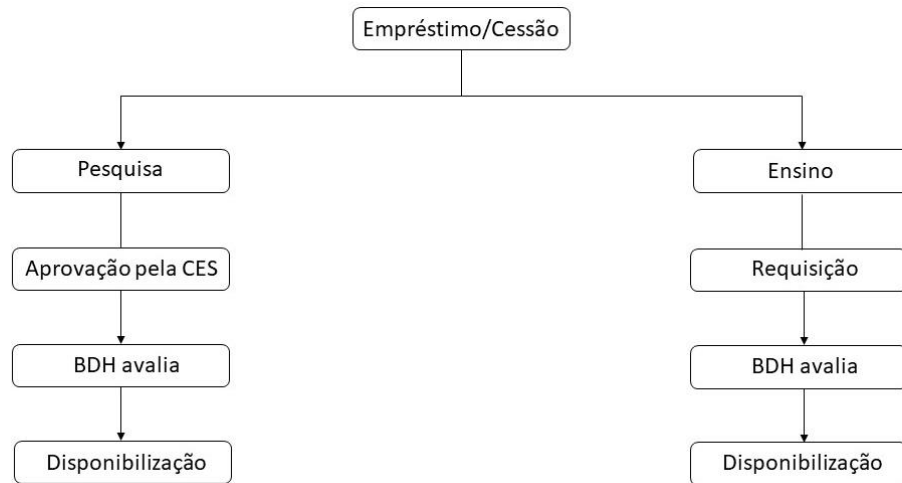 Empréstimo/Cessão
Pesquisa
Ensino
Aprovação pela CES
Requisição
BDH avalia
BDH avalia
Disponibilização
Disponibilização